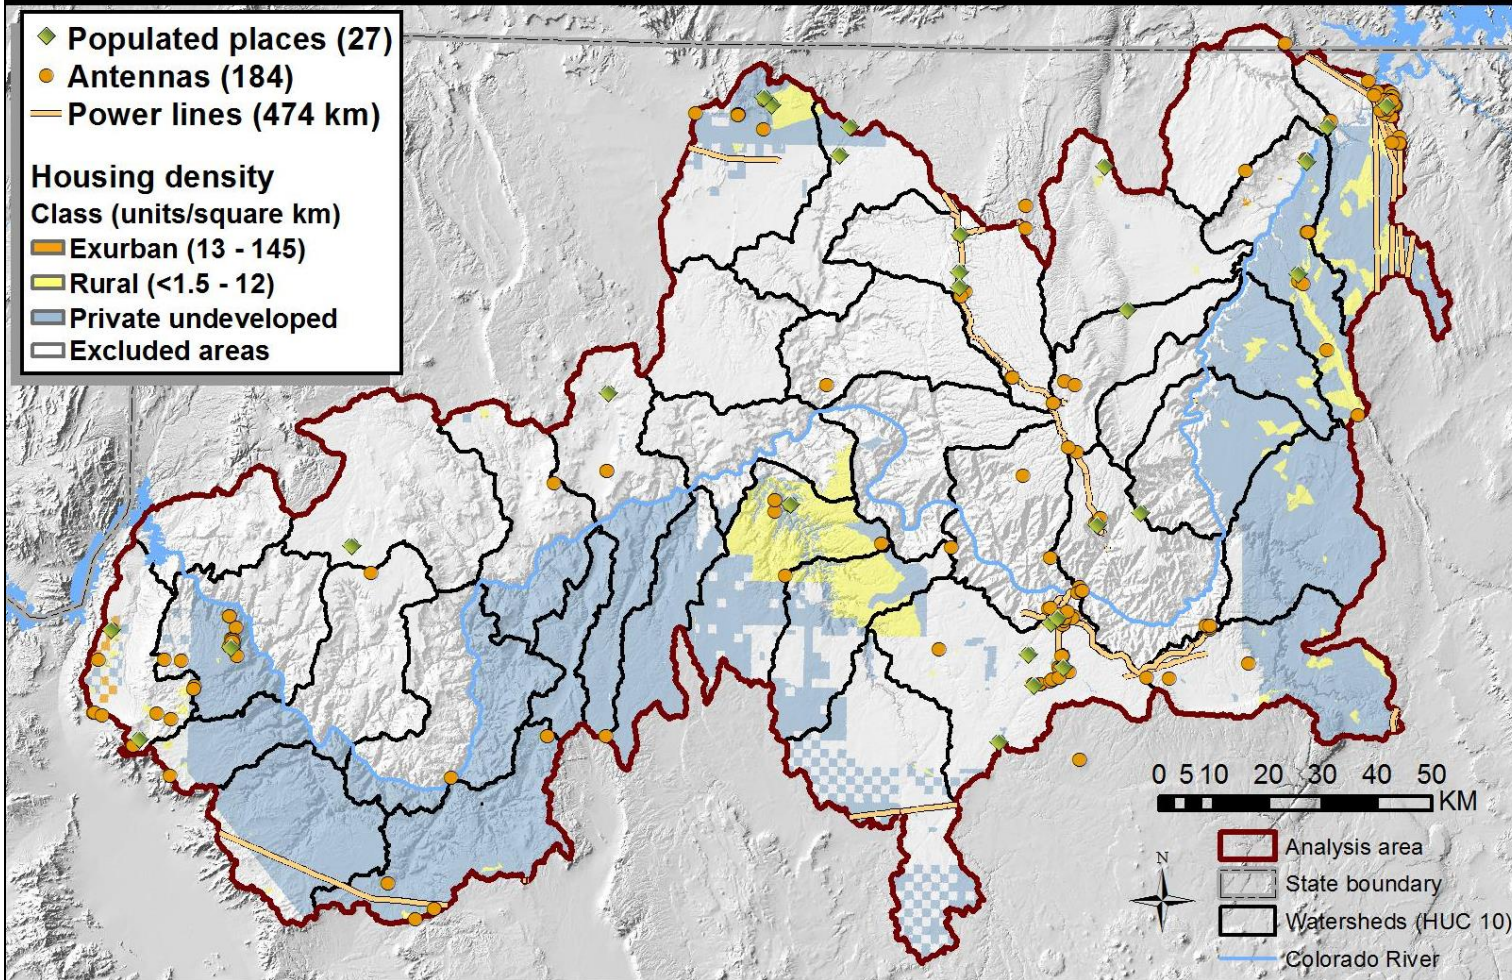 Populated places (27)
Antennas (184)
Power lines (474 km)
Housing density
Class (units/square km)
Exurban (13 - 145)
Rural (<1.5 - 12)
Private undeveloped
Excluded areas
0 5 10 20 30 40 50
KM
N
Analysis area
State boundary
Watersheds (HUC 10)
Colorado River